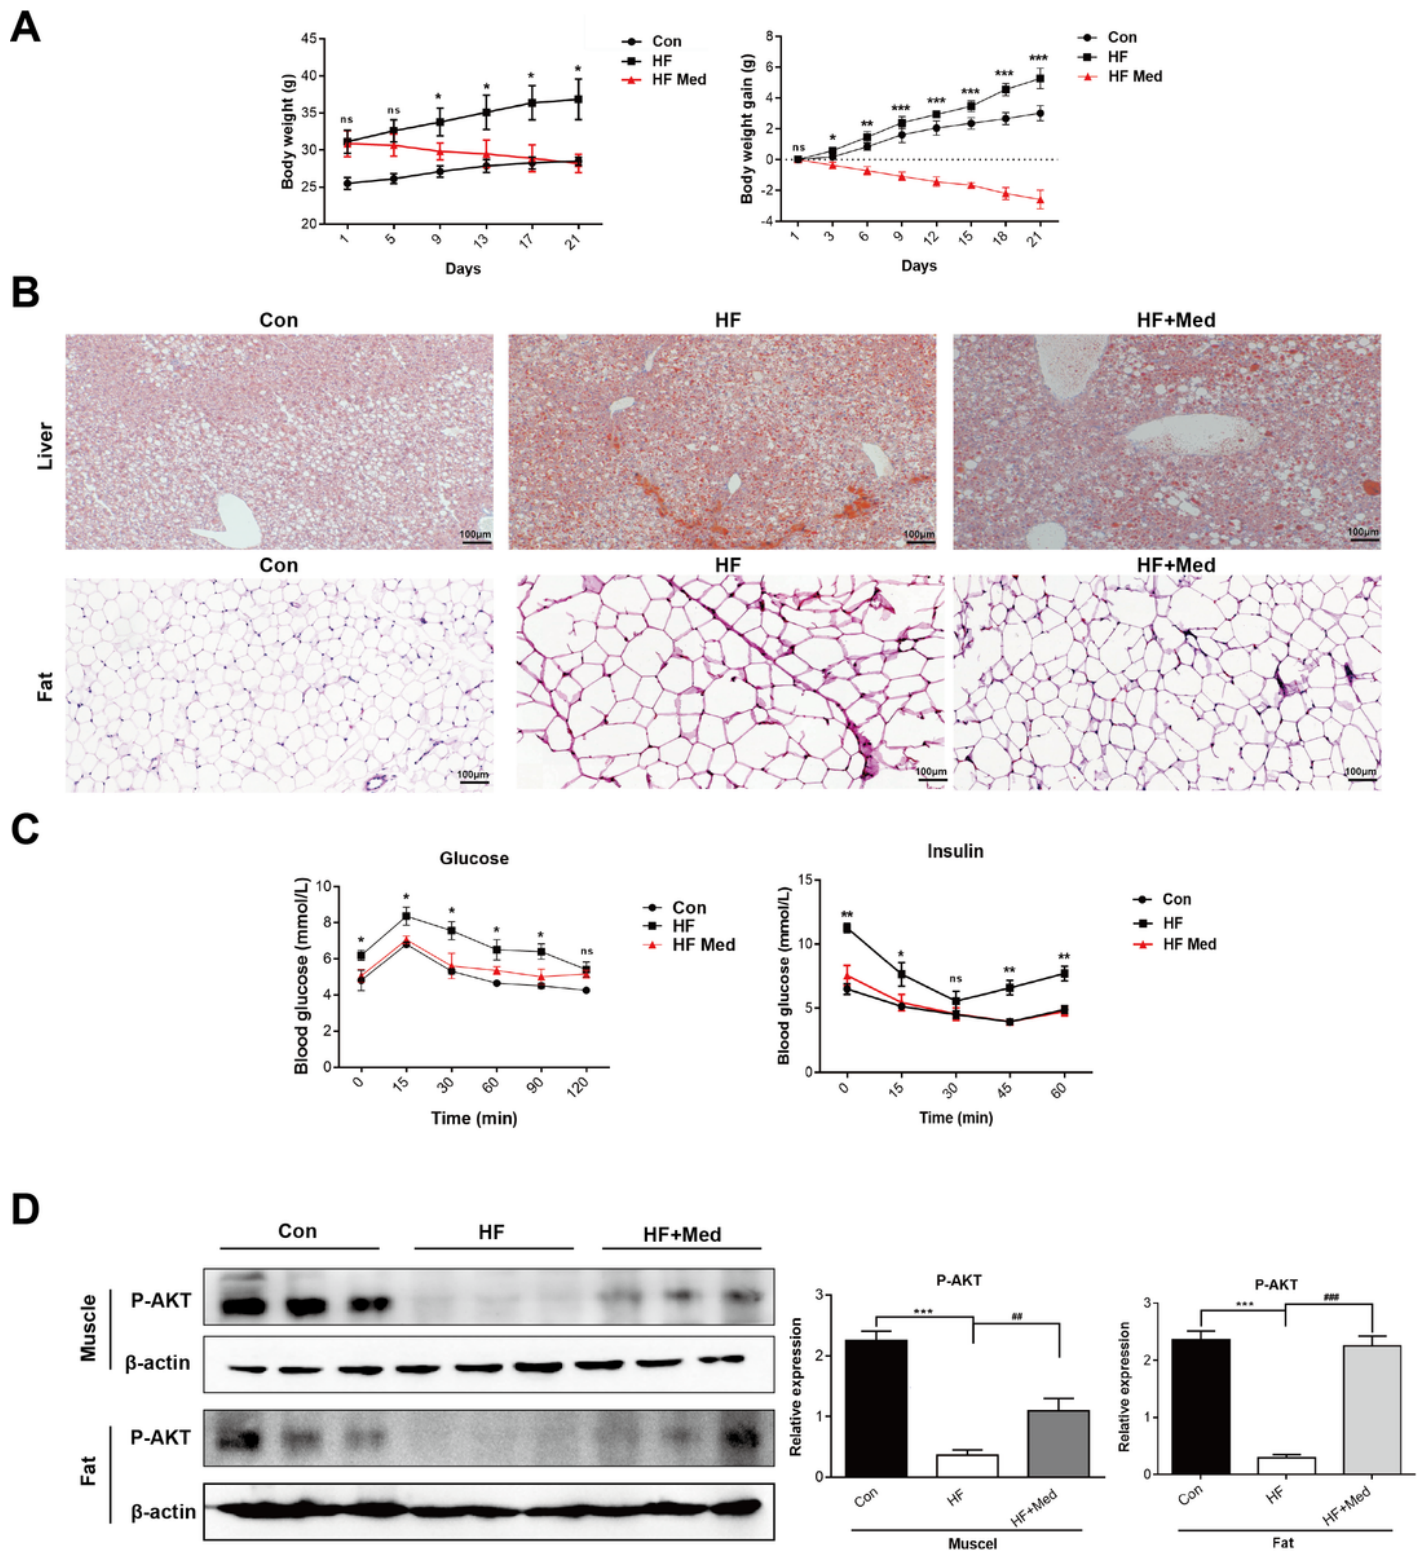 A
45
40
35
30
25
20
Body weight (g)
ns
ns
*
*
*
*
1
5
9
13
17
21
Days
Con
HF
HF Med
8
6
4
2
0
-2
-4
Body weight gain (g)
ns
*
**
***
***
***
***
***
1
3
6
9
12
15
18
21
Days
Con
HF
HF Med
B
Con
HF
HF+Med
Liver
100μm
100μm
100μm
Con
HF
HF+Med
Fat
100μm
100μm
100μm
C
Glucose
10
8
6
4
2
0
Blood glucose (mmol/L)
*
*
*
*
*
ns
0
15
30
60
90
120
Time (min)
Con
HF
HF Med
Insulin
15
10
5
0
Blood glucose (mmol/L)
**
*
ns
**
**
0
15
30
45
60
Time (min)
Con
HF
HF Med
D
Con
HF
HF+Med
Muscle
P-AKT
β-actin
Fat
P-AKT
β-actin
P-AKT
3
2
1
0
Relative expression
***
##
Con
HF
HF+Med
Muscel
P-AKT
3
2
1
0
Relative expression
***
###
Con
HF
HF+Med
Fat